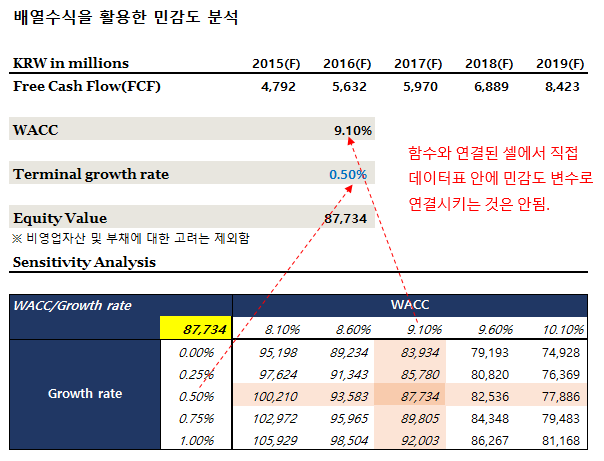 배열수식을 활용한 민감도 분석
KRW in millions 2015(F) 2016(F) 2017(F) 2018(F) 2019(F)
Free Cash Flow(FCF) 4,792 5,632 5,970 6,889 8,423
WACC 9.10%
함수와 연결된 셀에서 직접
데이터표 안에 민감도 변수로
연결시키는 것은 안됨.
Terminal growth rate 0.50%
Equity Value 87,734
※ 비영업자산 및 부채에 대한 고려는 제외함
Sensitivity Analysis
WACC/Growth rate WACC
87,734 8.10% 8.60% 9.10% 9.60% 10.10%
0.00% 95,198 89,234 83,934 79,193 74,928
0.25% 97,624 91,343 85,780 80,820 76,369
Growth rate 0.50% 100,210 93,583 87,734 82,536 77,886
0.75% 102,972 95,965 89,805 84,348 79,483
1.00% 105,929 98,504 92,003 86,267 81,168